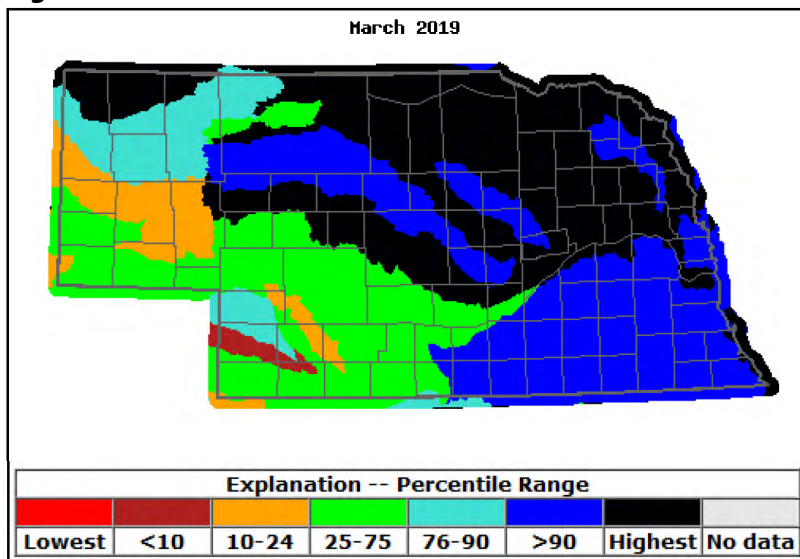 March 2019
Explanation -- Percentile Range
Lowest <10 10-24 25-75 76-90 >90 Highest No data